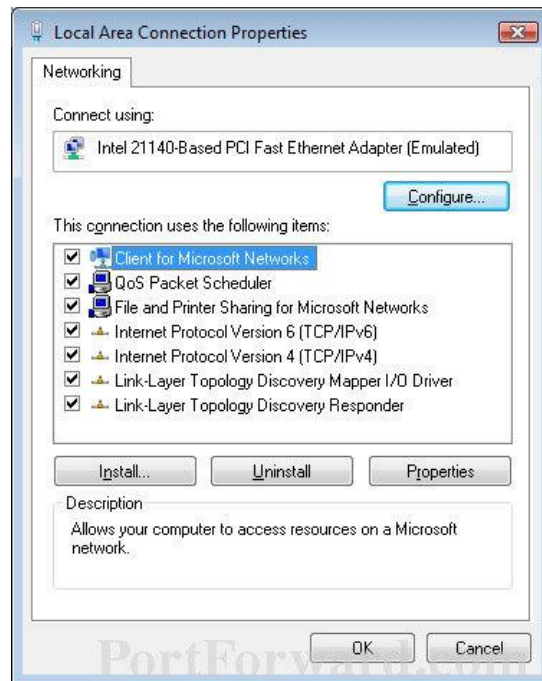 Local Area Connection Properties
Networking
Connect using:
Intel 21140-Based PCI Fast Ethernet Adapter (Emulated)
Configure...
This connection uses the following items:
Client for Microsoft Networks
QoS Packet Scheduler
File and Printer Sharing for Microsoft Networks
Internet Protocol Version 6 (TCP/IPv6)
Internet Protocol Version 4 (TCP/IPv4)
Link-Layer Topology Discovery Mapper I/O Driver
Link-Layer Topology Discovery Responder
Install... Uninstall Properties
Description
Allows your computer to access resources on a Microsoft
network.
OK Cancel
PortForward.com